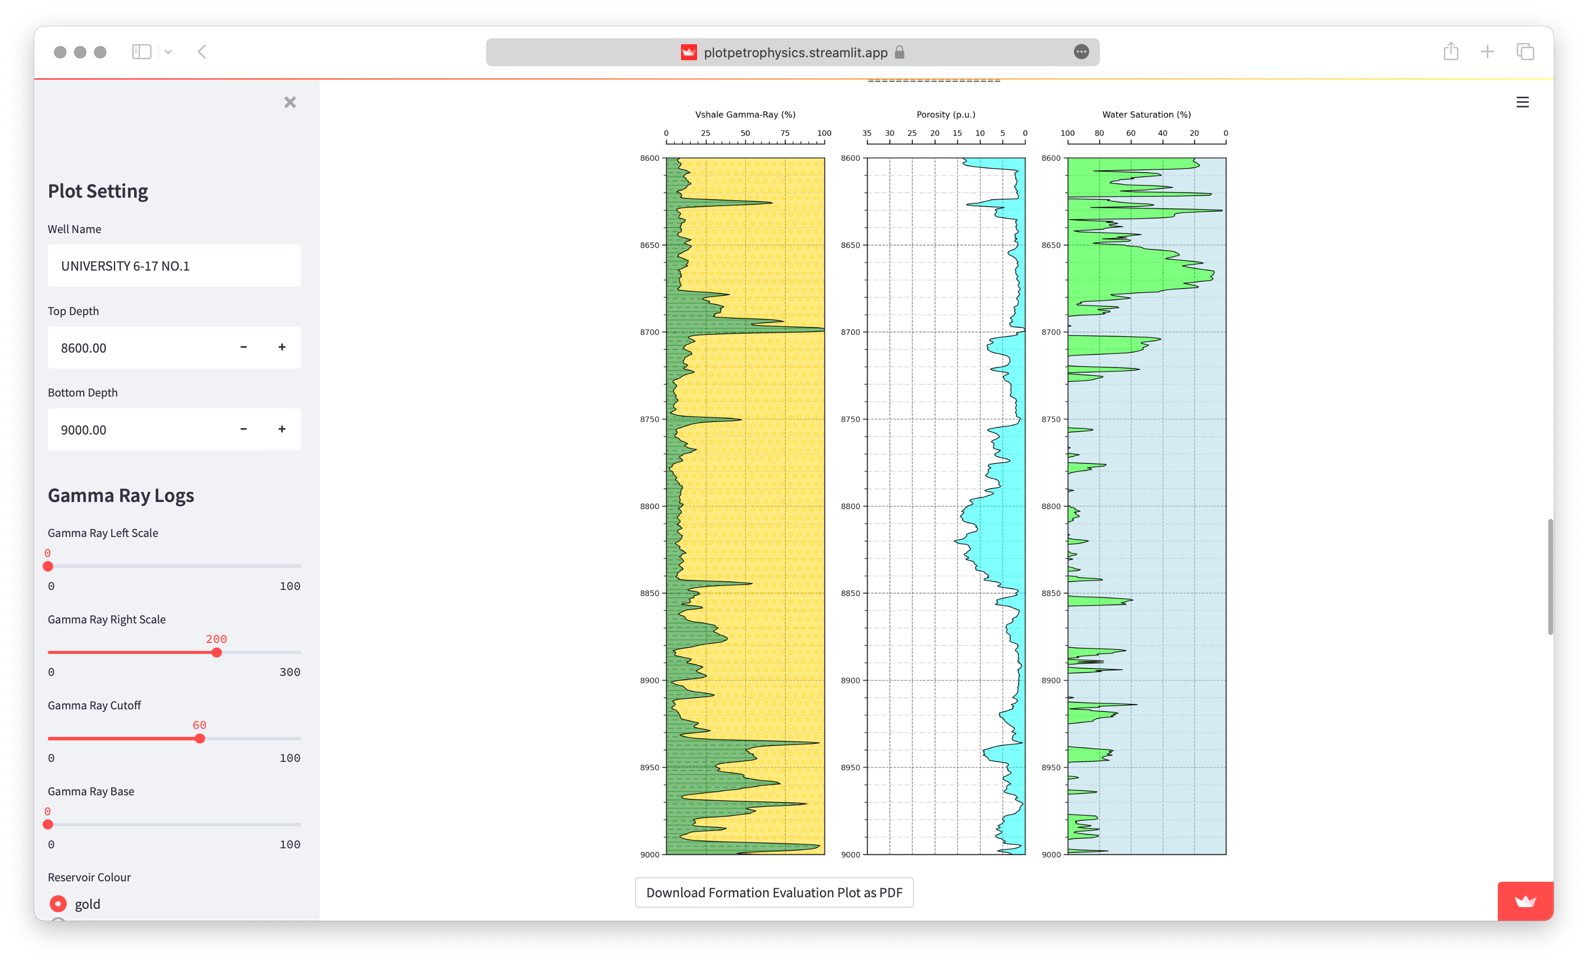 plotpetrophysics.streamlit.app
Plot Setting
Well Name
UNIVERSITY 6-17 NO.1
Top Depth
8600.00 − +
Bottom Depth
9000.00 − +
Gamma Ray Logs
Gamma Ray Left Scale
0
0 100
Gamma Ray Right Scale
200
0 300
Gamma Ray Cutoff
60
0 100
Gamma Ray Base
0
0 100
Reservoir Colour
gold
====================
Vshale Gamma-Ray (%)
0 25 50 75 100
8600
8650
8700
8750
8800
8850
8900
8950
9000
Porosity (p.u.)
35 30 25 20 15 10 5 0
8600
8650
8700
8750
8800
8850
8900
8950
9000
Water Saturation (%)
100 80 60 40 20 0
8600
8650
8700
8750
8800
8850
8900
8950
9000
Download Formation Evaluation Plot as PDF